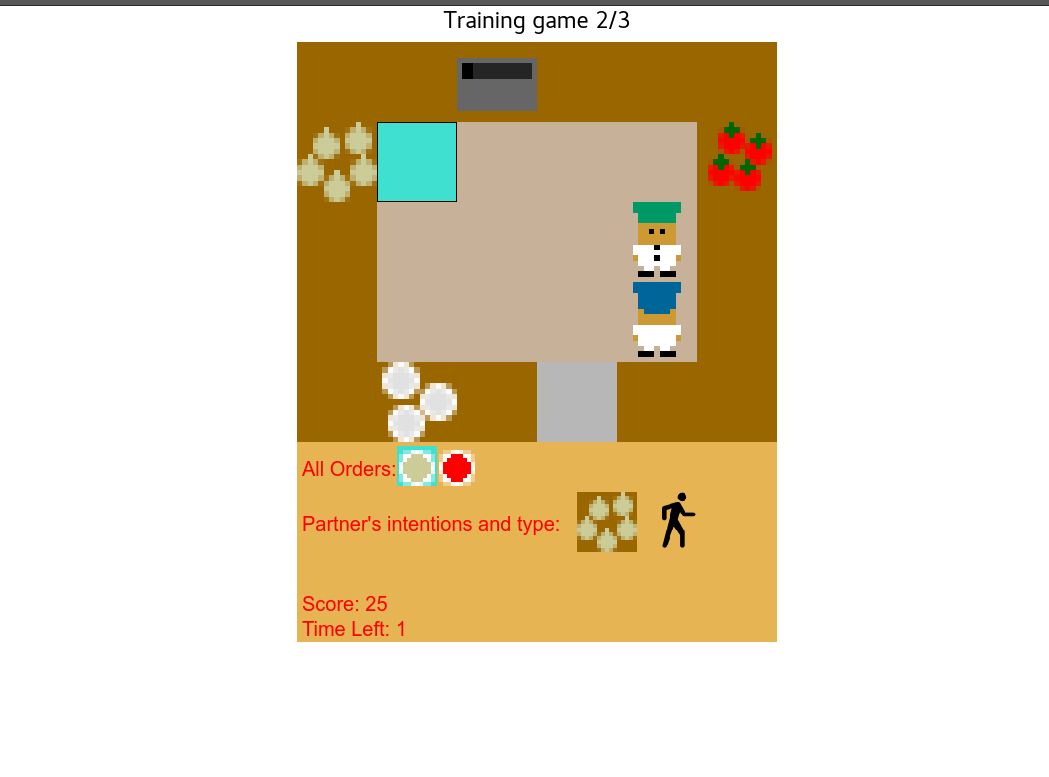 Training game 2/3
All Orders:
Partner's intentions and type:
Score: 25
Time Left: 1